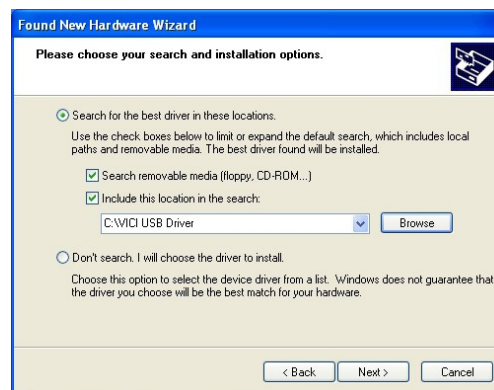 Found New Hardware Wizard
Please choose your search and installation options.
Search for the best driver in these locations.
Use the check boxes below to limit or expand the default search, which includes local
paths and removable media. The best driver found will be installed.
Search removable media (floppy, CD-ROM...)
Include this location in the search:
C:\VICI USB Driver
Browse
Don't search. I will choose the driver to install.
Choose this option to select the device driver from a list. Windows does not guarantee that
the driver you choose will be the best match for your hardware.
< Back Next > Cancel